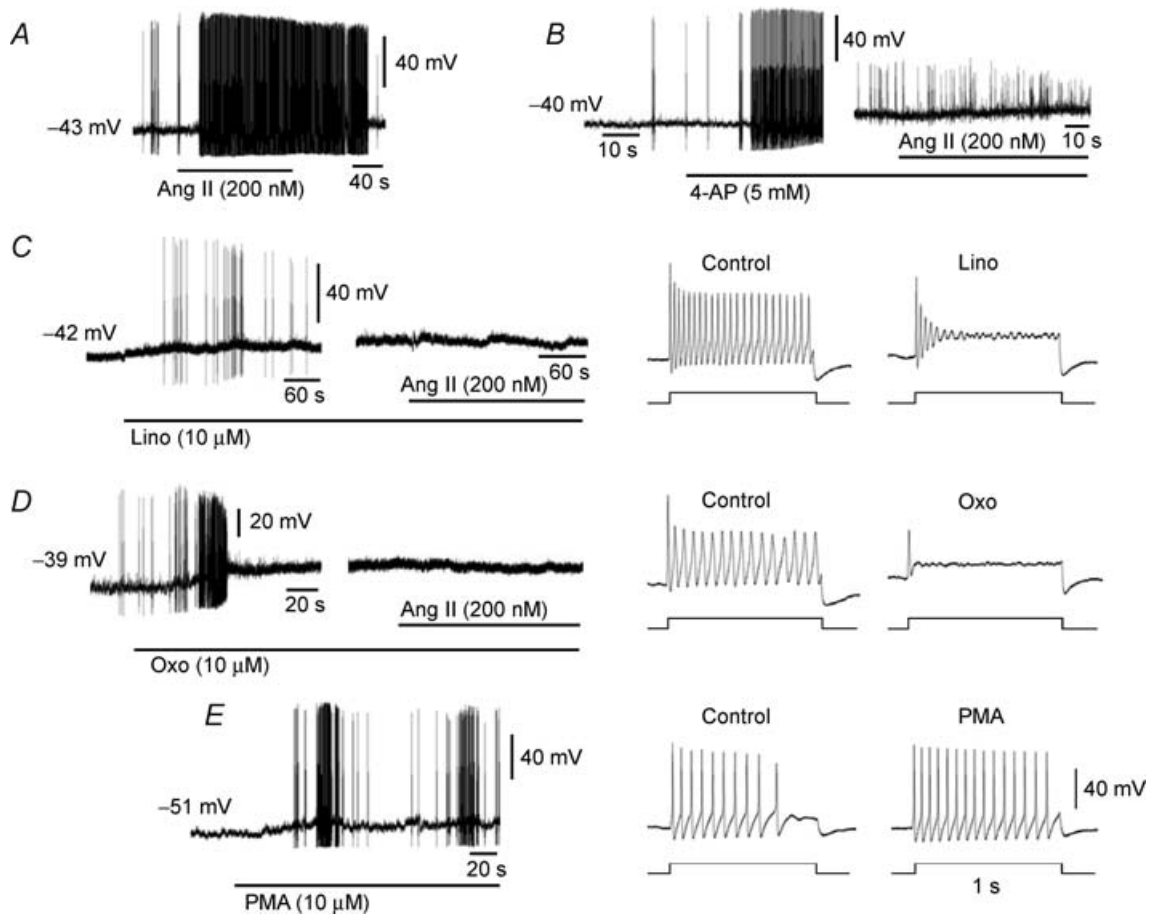 A
40 mV
−43 mV
40 s
Ang II (200 nM)
B
40 mV
−40 mV
10 s
10 s
Ang II (200 nM)
4-AP (5 mM)
C
40 mV
−42 mV
60 s
60 s
Ang II (200 nM)
Lino (10 μM)
Control
Lino
D
20 mV
−39 mV
20 s
Ang II (200 nM)
Oxo (10 μM)
Control
Oxo
E
40 mV
−51 mV
20 s
PMA (10 μM)
Control
PMA
40 mV
1 s